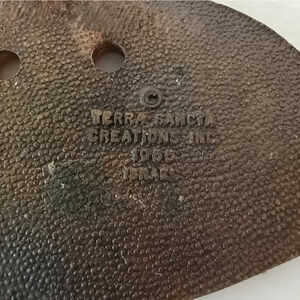 ©
TERRA SANCTA
CREATIONS INC
1966
ISRAEL